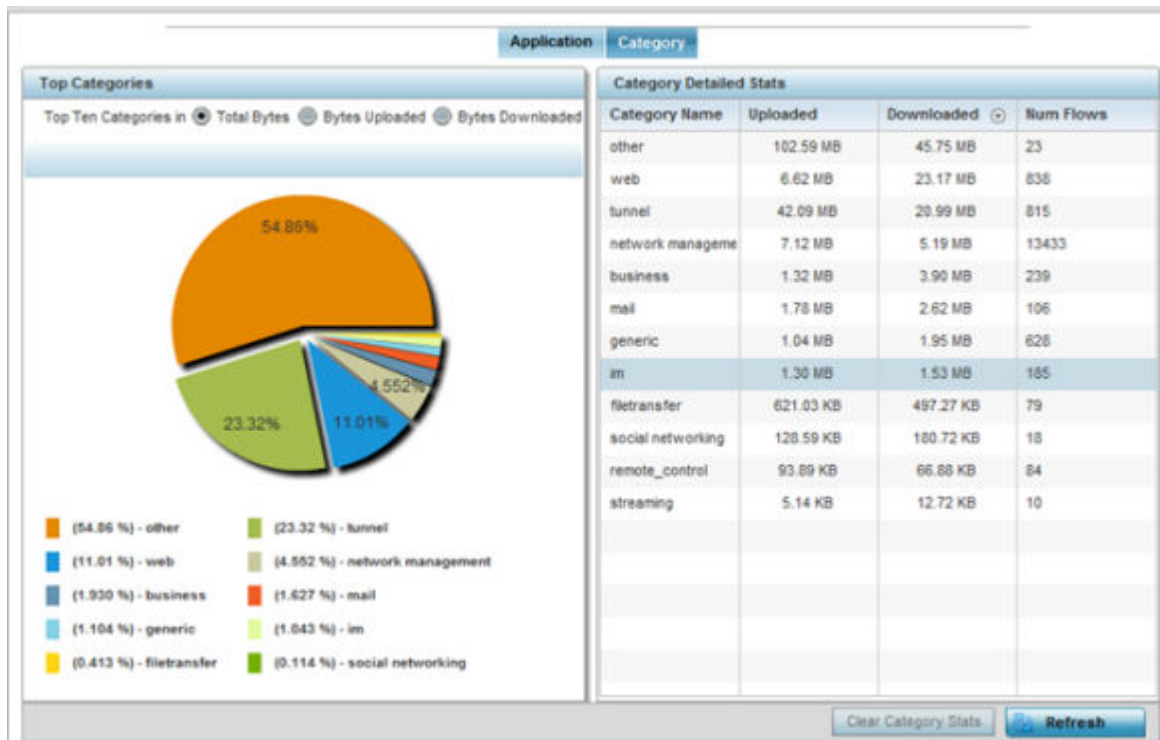 Application Category
Top Categories
Top Ten Categories in Total Bytes Bytes Uploaded Bytes Downloaded
54.86%
4.552%
23.32%
11.01%
(54.86 %) - other (23.32 %) - tunnel
(11.01 %) - web (4.552 %) - network management
(1.930 %) - business (1.627 %) - mail
(1.104 %) - generic (1.043 %) - im
(0.413 %) - filetransfer (0.114 %) - social networking
Category Detailed Stats
Category Name Uploaded Downloaded Num Flows
other 102.59 MB 45.75 MB 23
web 6.62 MB 23.17 MB 838
tunnel 42.09 MB 20.99 MB 815
network manageme 7.12 MB 5.19 MB 13433
business 1.32 MB 3.90 MB 239
mail 1.78 MB 2.62 MB 106
generic 1.04 MB 1.95 MB 628
im 1.30 MB 1.53 MB 185
filetransfer 621.03 KB 497.27 KB 79
social networking 128.59 KB 180.72 KB 18
remote_control 93.89 KB 66.88 KB 84
streaming 5.14 KB 12.72 KB 10
Clear Category Stats Refresh